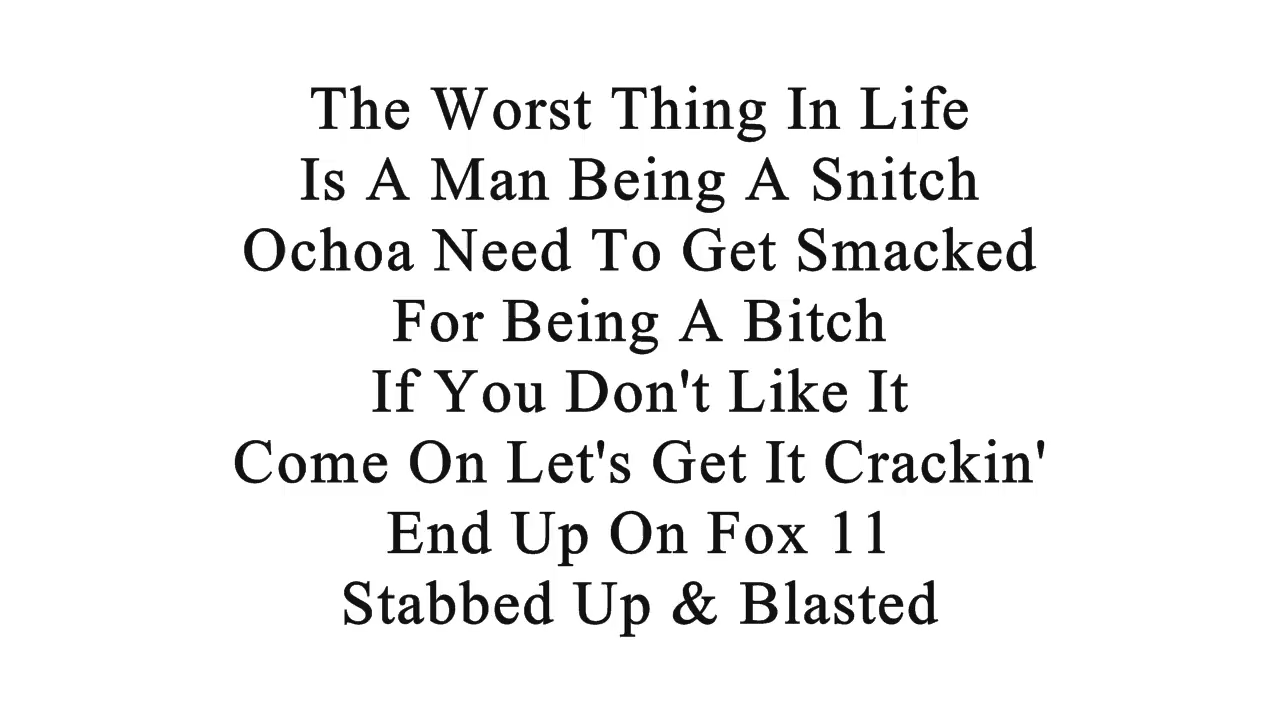 The Worst Thing In Life
Is A Man Being A Snitch
Ochoa Need To Get Smacked
For Being A Bitch
If You Don't Like It
Come On Let's Get It Crackin'
End Up On Fox 11
Stabbed Up & Blasted